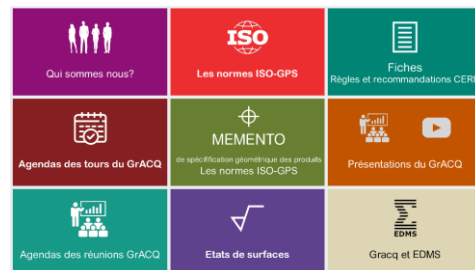 Qui sommes nous?
ISO
Les normes ISO-GPS
Fiches
Règles et recommandations CERN
Agendas des tours du GrACQ
MEMENTO
de spécification géométrique des produits
Les normes ISO-GPS
Présentations du GrACQ
Agendas des réunions GrACQ
Etats de surfaces
EDMS
Gracq et EDMS